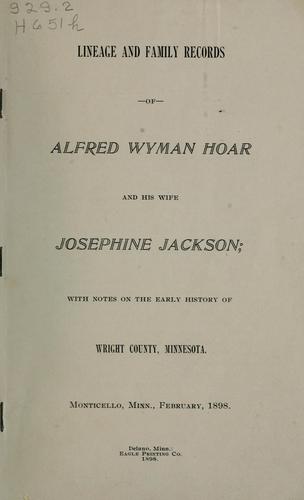 929.2
H651h
LINEAGE AND FAMILY RECORDS
—OF—
ALFRED WYMAN HOAR
AND HIS WIFE
JOSEPHINE JACKSON;
WITH NOTES ON THE EARLY HISTORY OF
WRIGHT COUNTY, MINNESOTA.
MONTICELLO, MINN., FEBRUARY, 1898.
Delano, Minn.:
EAGLE PRINTING CO.
1898.